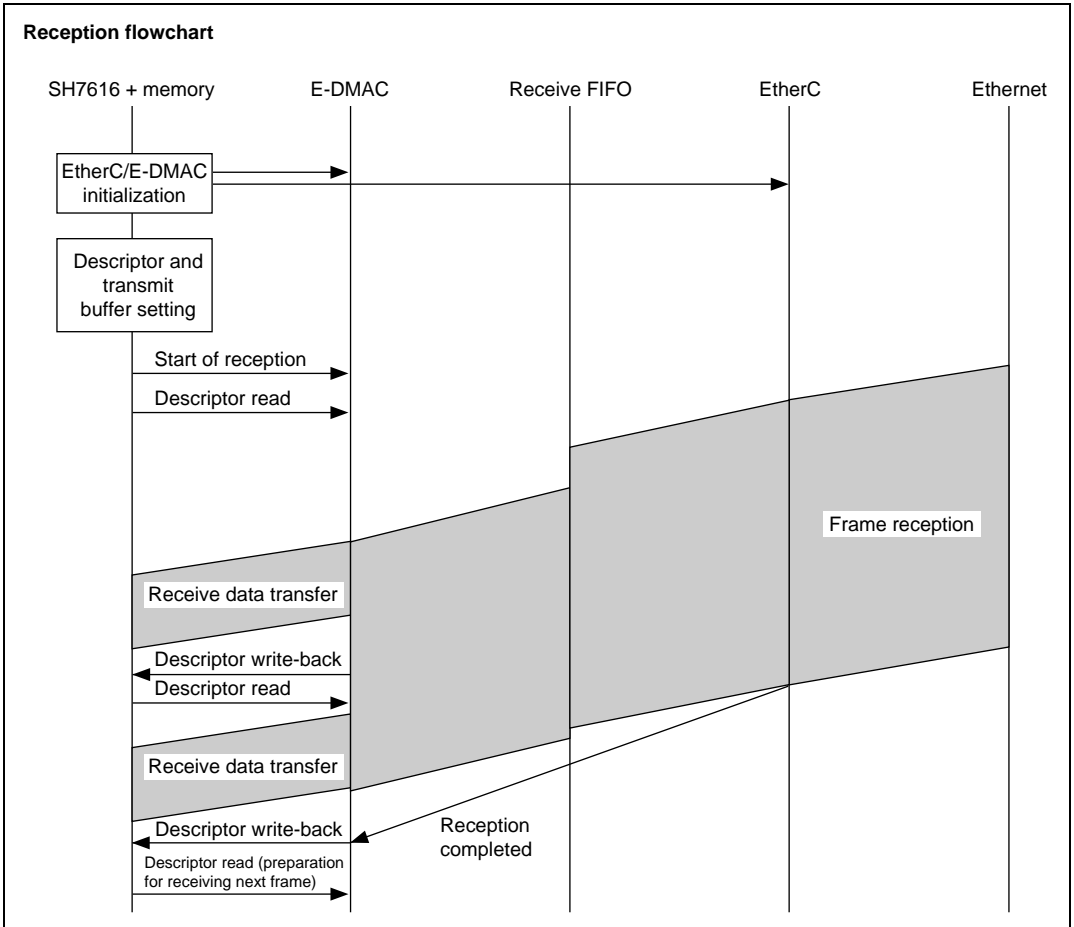 Reception flowchart
SH7616 + memory
E-DMAC
Receive FIFO
EtherC
Ethernet
EtherC/E-DMAC
initialization
Descriptor and
transmit
buffer setting
Start of reception
Descriptor read
Frame reception
Receive data transfer
Descriptor write-back
Descriptor read
Receive data transfer
Descriptor write-back
Reception
completed
Descriptor read (preparation
for receiving next frame)